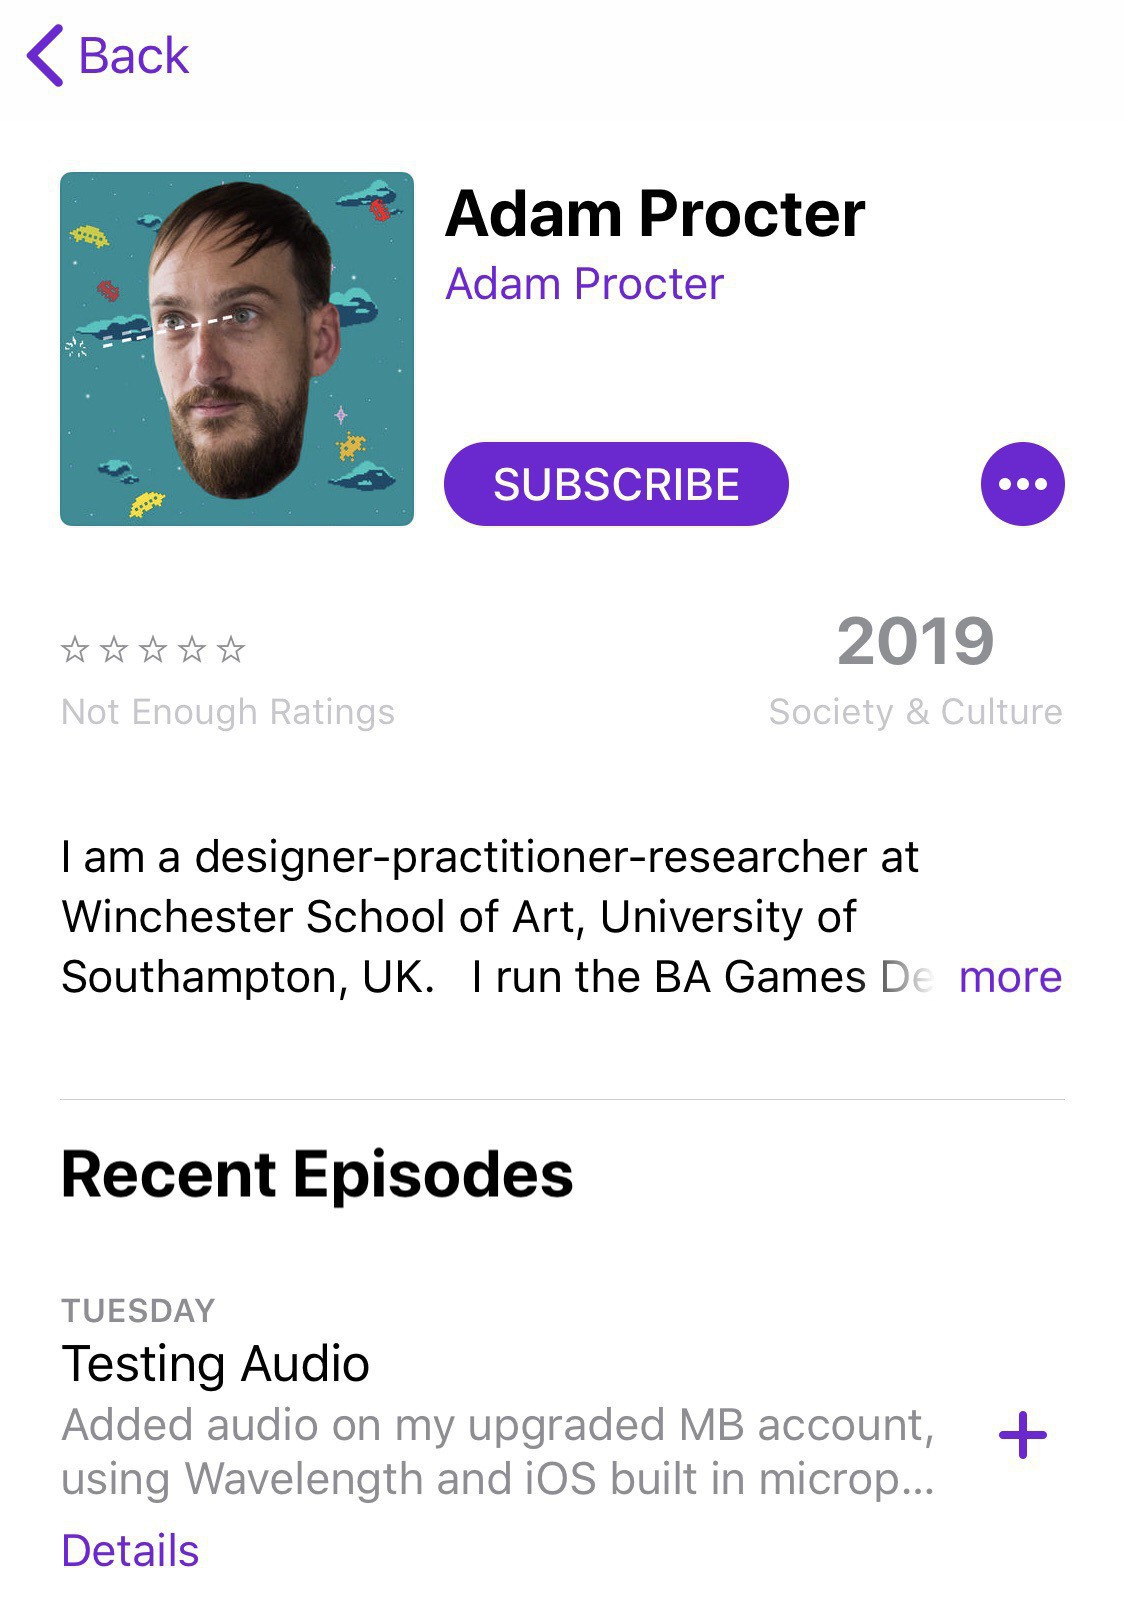 Back
Adam Procter
Adam Procter
SUBSCRIBE
2019
Not Enough Ratings
Society & Culture
I am a designer-practitioner-researcher at
Winchester School of Art, University of
Southampton, UK.   I run the BA Games De more
Recent Episodes
TUESDAY
Testing Audio
Added audio on my upgraded MB account,
using Wavelength and iOS built in microp...
Details